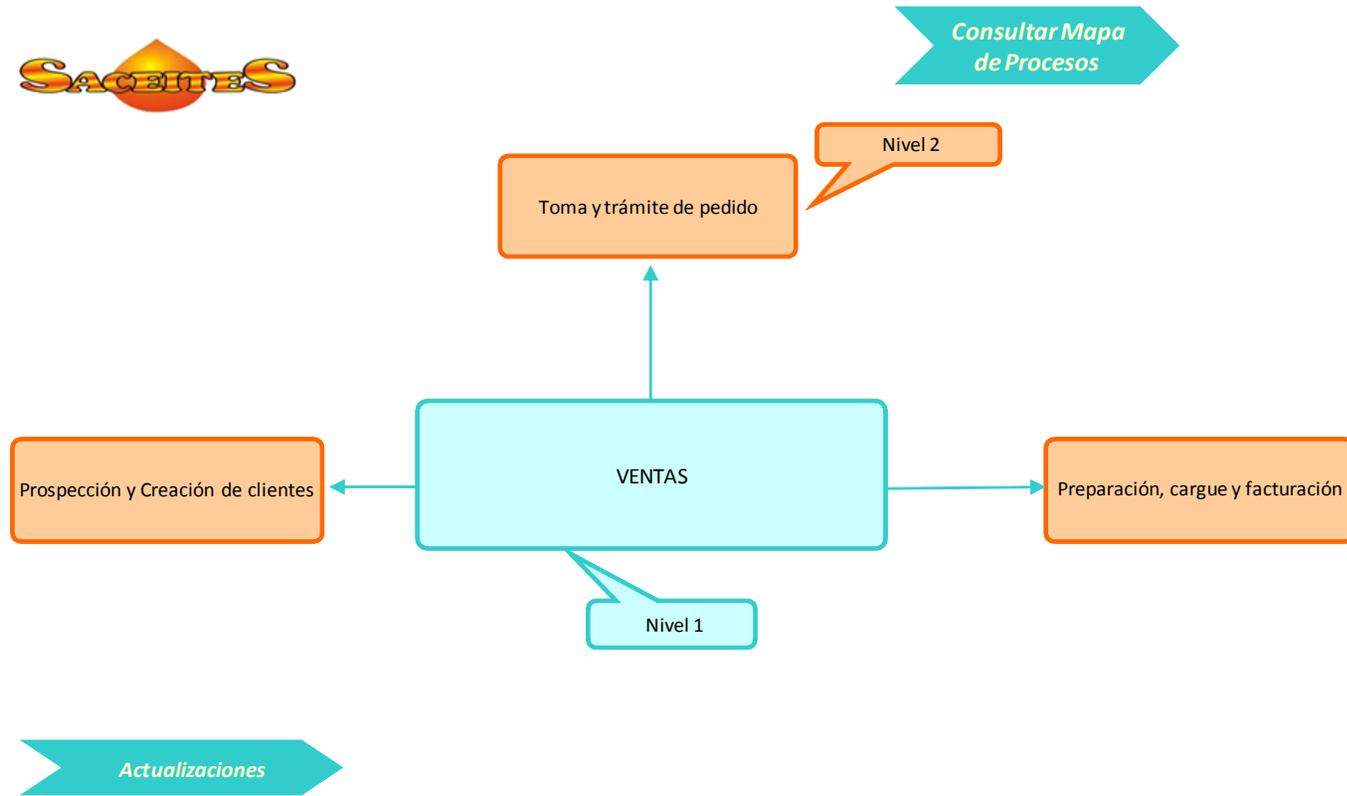 SACEITES
Consultar Mapa
de Procesos
Nivel 2
Toma y trámite de pedido
VENTAS
Prospección y Creación de clientes
Preparación, cargue y facturación
Nivel 1
Actualizaciones